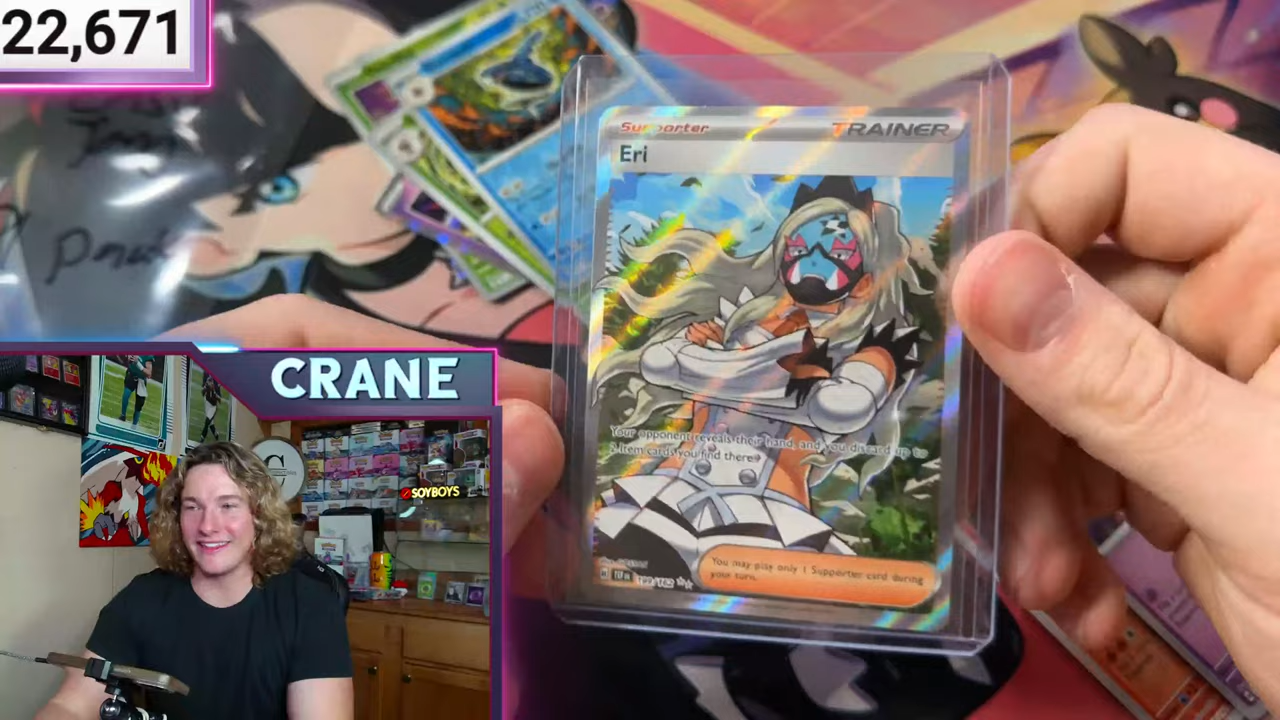 22,671
Supporter TRAINER
Eri
Your opponent reveals their hand, and you discard up to
2 Item cards you find there.
You may play only 1 Supporter card during
your turn.
CRANE
SOYBOYS